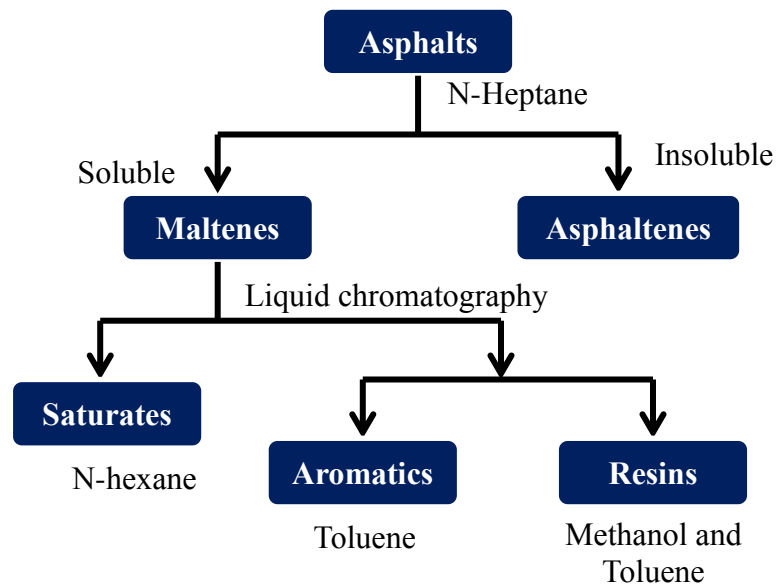 Asphalts
N-Heptane
Soluble
Insoluble
Maltenes
Asphaltenes
Liquid chromatography
Saturates
N-hexane
Aromatics
Resins
Toluene
Methanol and
Toluene